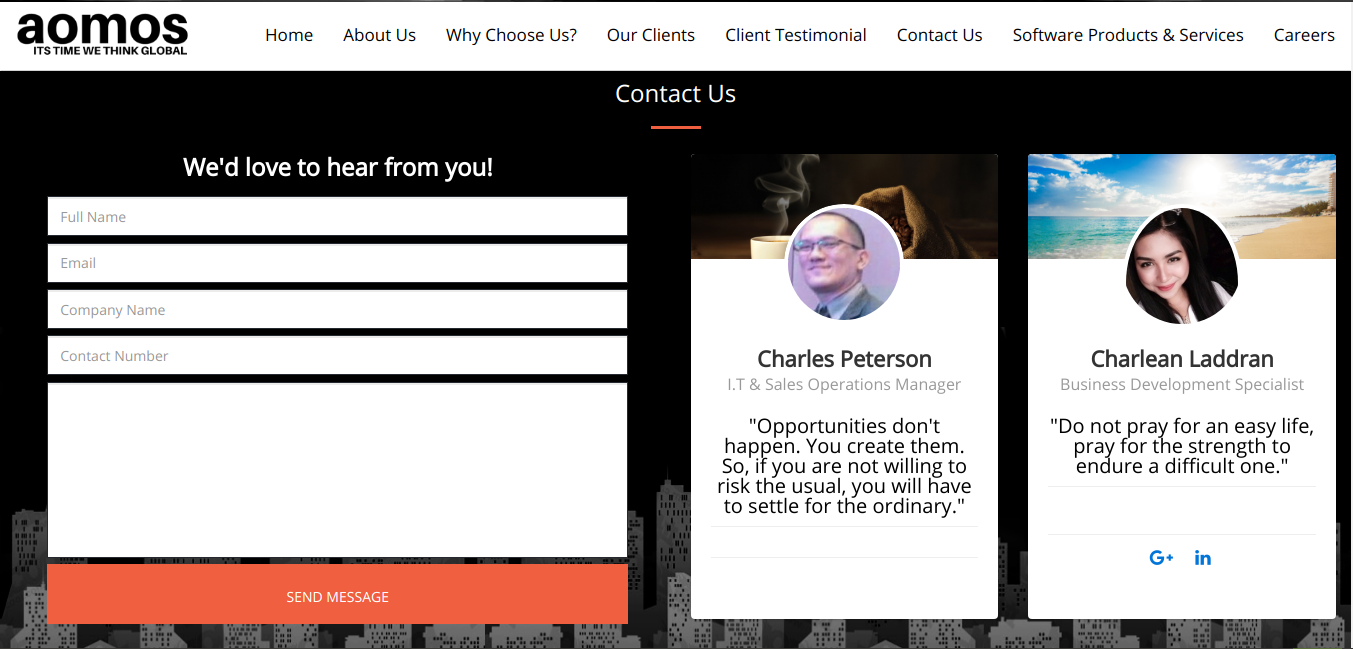 aomos
ITS TIME WE THINK GLOBAL
Home About Us Why Choose Us? Our Clients Client Testimonial Contact Us Software Products & Services Careers
Contact Us
We'd love to hear from you!
Full Name
Email
Company Name
Contact Number
SEND MESSAGE
Charles Peterson
I.T & Sales Operations Manager
"Opportunities don't
happen. You create them.
So, if you are not willing to
risk the usual, you will have
to settle for the ordinary."
Charlean Laddran
Business Development Specialist
"Do not pray for an easy life,
pray for the strength to
endure a difficult one."
G+ in